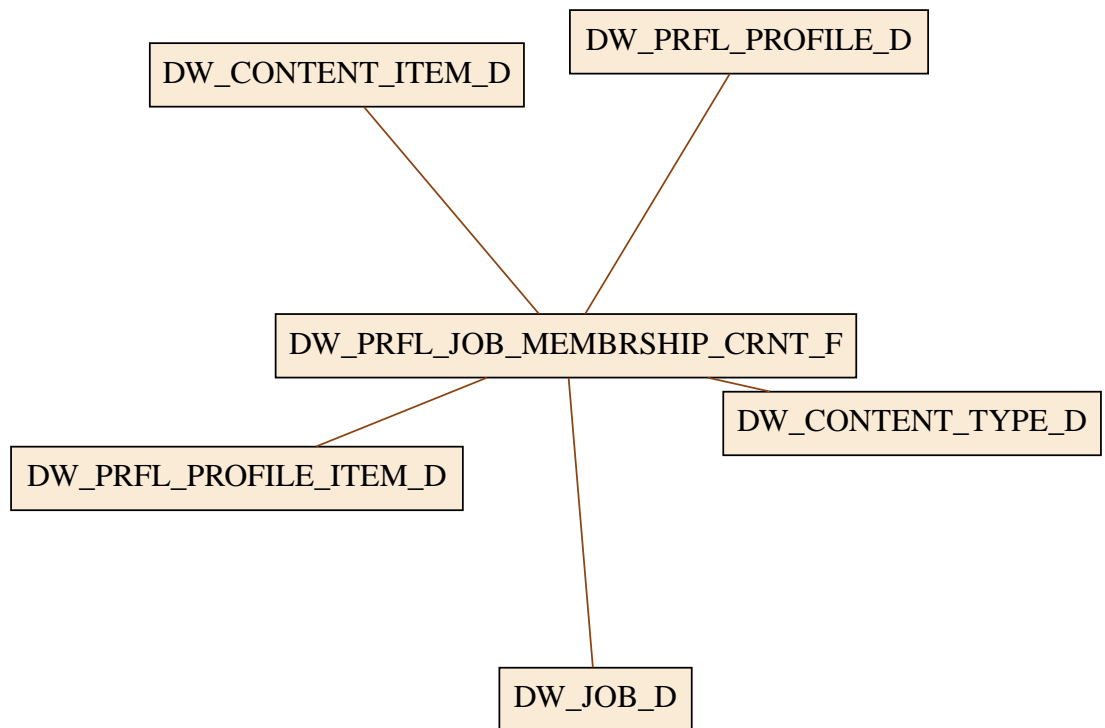 DW_PRFL_PROFILE_D
DW_CONTENT_ITEM_D
DW_PRFL_JOB_MEMBRSHIP_CRNT_F
DW_CONTENT_TYPE_D
DW_PRFL_PROFILE_ITEM_D
DW_JOB_D